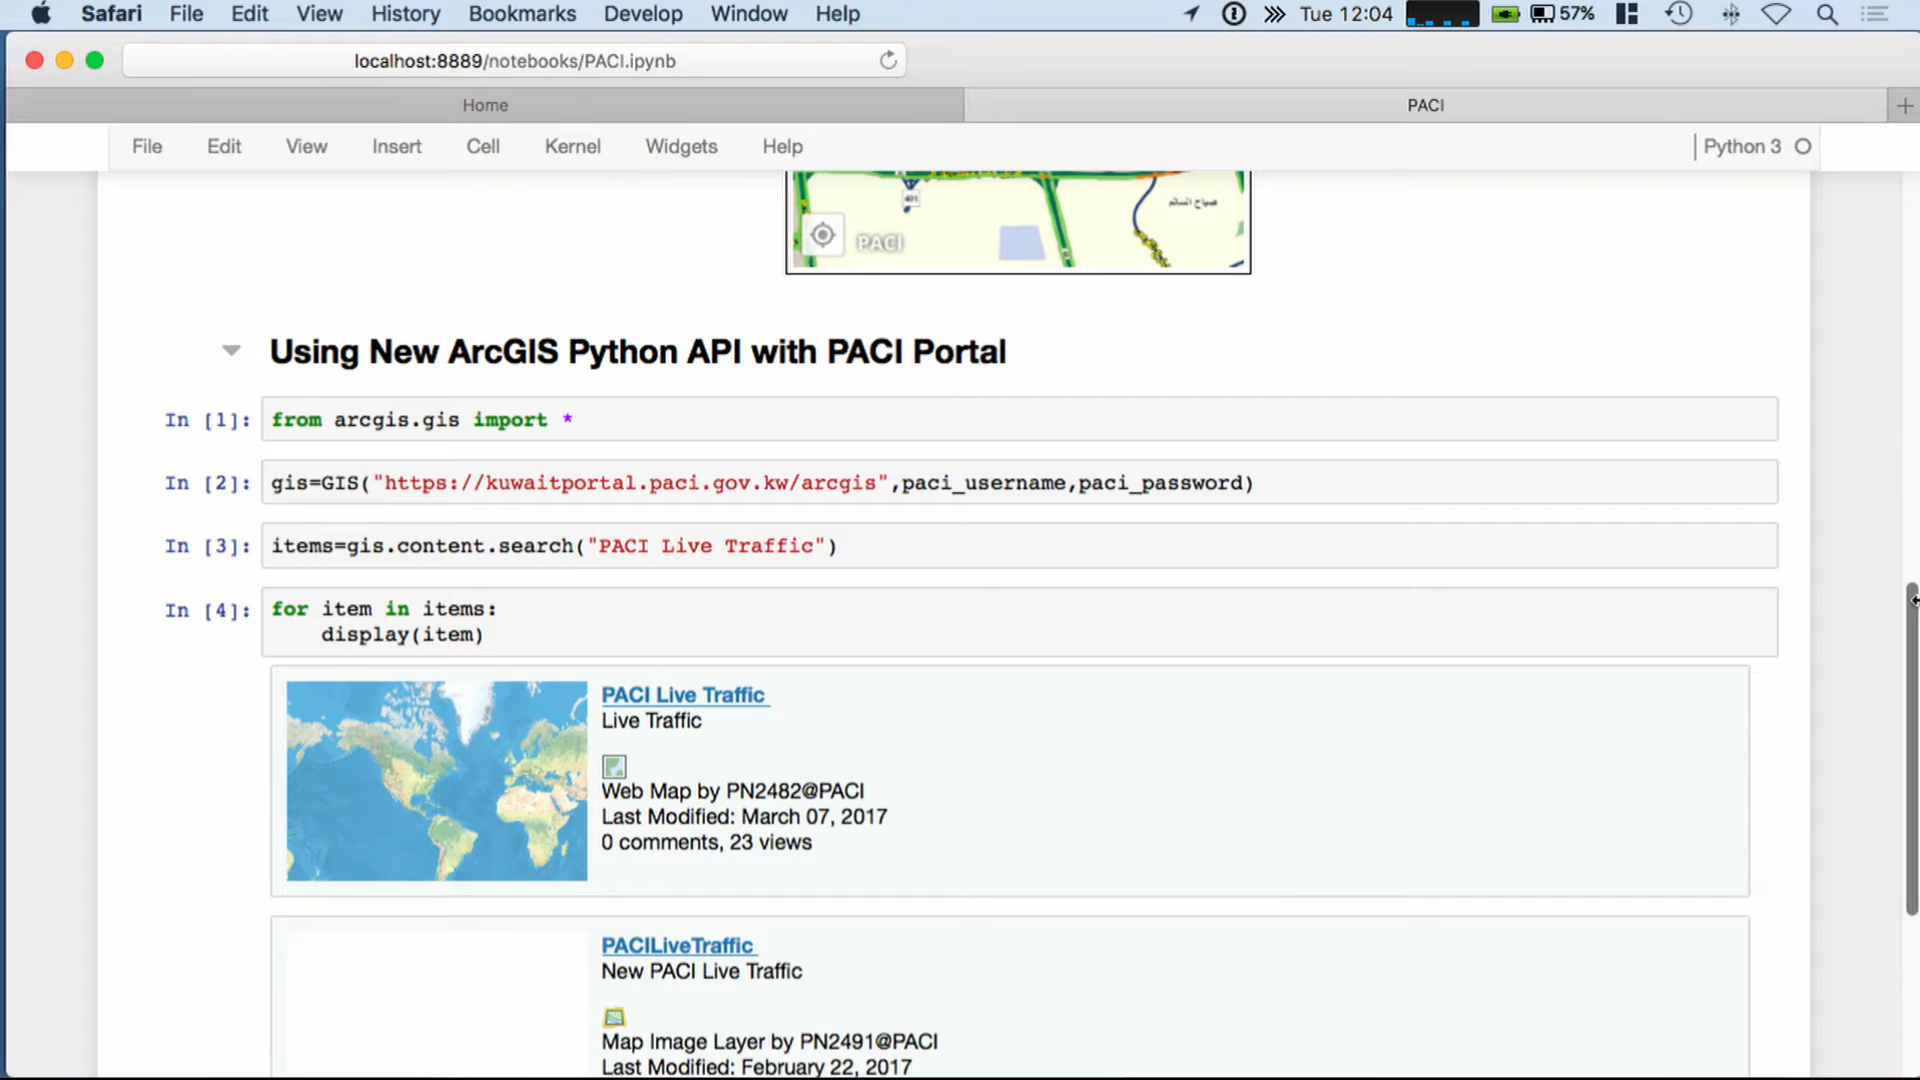 Safari File Edit View History Bookmarks Develop Window Help Tue 12:04 57%
localhost:8889/notebooks/PACI.ipynb
Home PACI
File Edit View Insert Cell Kernel Widgets Help Python 3
401
صباح السالم
PACI
Using New ArcGIS Python API with PACI Portal
In [1]: from arcgis.gis import *
In [2]: gis=GIS("https://kuwaitportal.paci.gov.kw/arcgis",paci_username,paci_password)
In [3]: items=gis.content.search("PACI Live Traffic")
In [4]: for item in items:
display(item)
PACI Live Traffic
Live Traffic
Web Map by PN2482@PACI
Last Modified: March 07, 2017
0 comments, 23 views
PACILiveTraffic
New PACI Live Traffic
Map Image Layer by PN2491@PACI
Last Modified: February 22, 2017